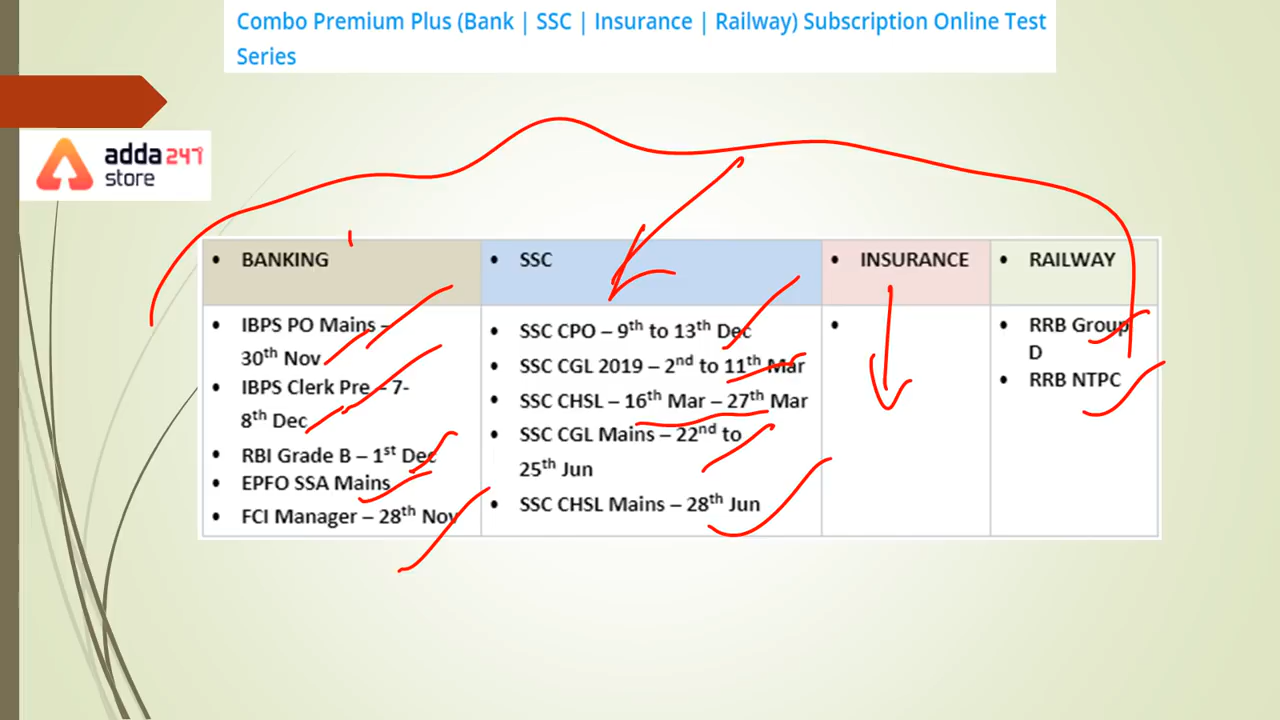 Combo Premium Plus (Bank | SSC | Insurance | Railway) Subscription Online Test
Series
adda247
store
• BANKING
• SSC
• INSURANCE
• RAILWAY
• IBPS PO Mains –
30th Nov
• IBPS Clerk Pre – 7-
8th Dec
• RBI Grade B – 1st Dec
• EPFO SSA Mains
• FCI Manager – 28th Nov
• SSC CPO – 9th to 13th Dec
• SSC CGL 2019 – 2nd to 11th Mar
• SSC CHSL – 16th Mar – 27th Mar
• SSC CGL Mains – 22nd to
25th Jun
• SSC CHSL Mains – 28th Jun
•
• RRB Group
D
• RRB NTPC